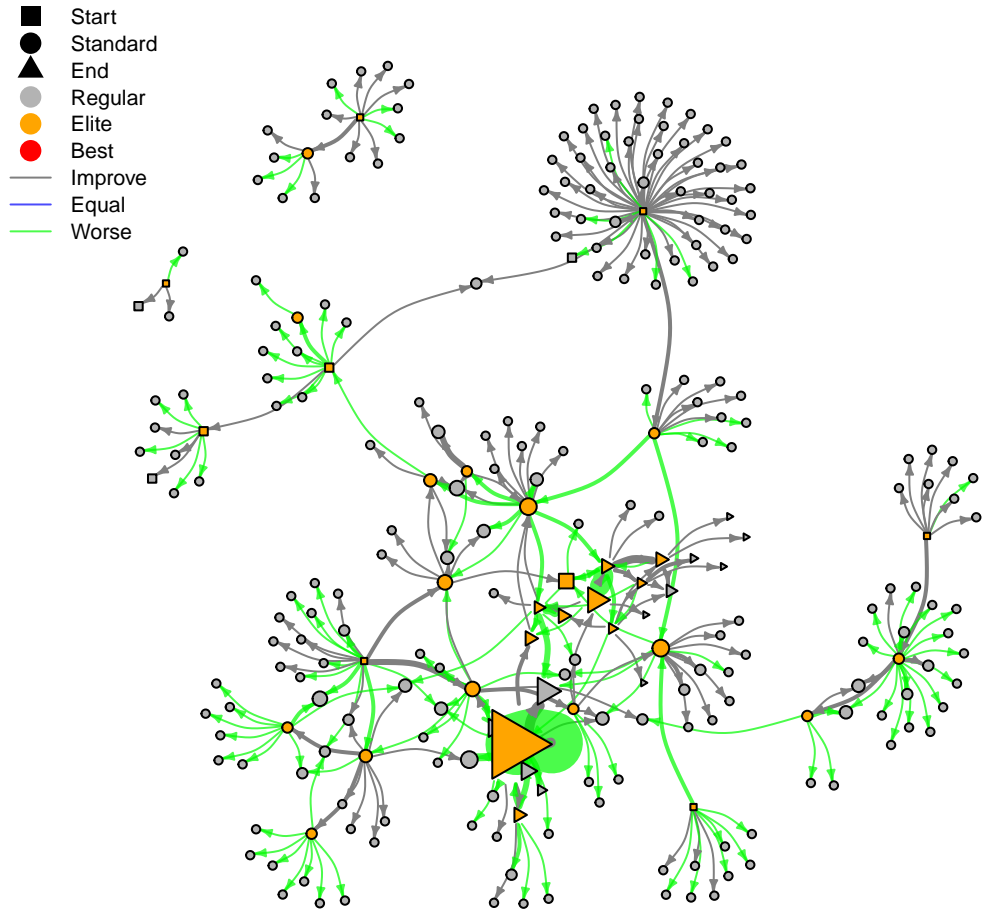 Start
Standard
End
Regular
Elite
Best
Improve
Equal
Worse